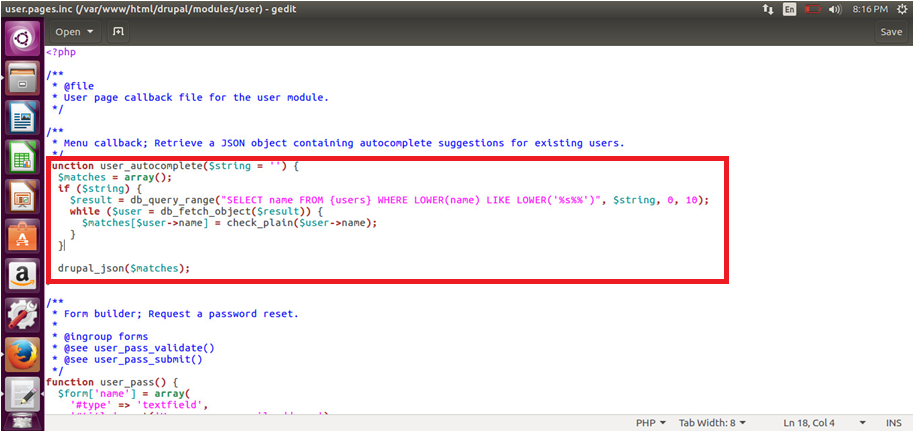 user.pages.inc (/var/www/html/drupal/modules/user) - gedit
En
8:16 PM
Open
Save
<?php
/**
 * @file
 * User page callback file for the user module.
 */
/**
 * Menu callback; Retrieve a JSON object containing autocomplete suggestions for existing users.
 */
unction user_autocomplete($string = '') {
  $matches = array();
  if ($string) {
    $result = db_query_range("SELECT name FROM {users} WHERE LOWER(name) LIKE LOWER('%s%%')", $string, 0, 10);
    while ($user = db_fetch_object($result)) {
      $matches[$user->name] = check_plain($user->name);
    }
  }
  drupal_json($matches);
/**
 * Form builder; Request a password reset.
 *
 * @ingroup forms
 * @see user_pass_validate()
 * @see user_pass_submit()
 */
function user_pass() {
  $form['name'] = array(
    '#type' => 'textfield',
PHP
Tab Width: 8
Ln 18, Col 4
INS